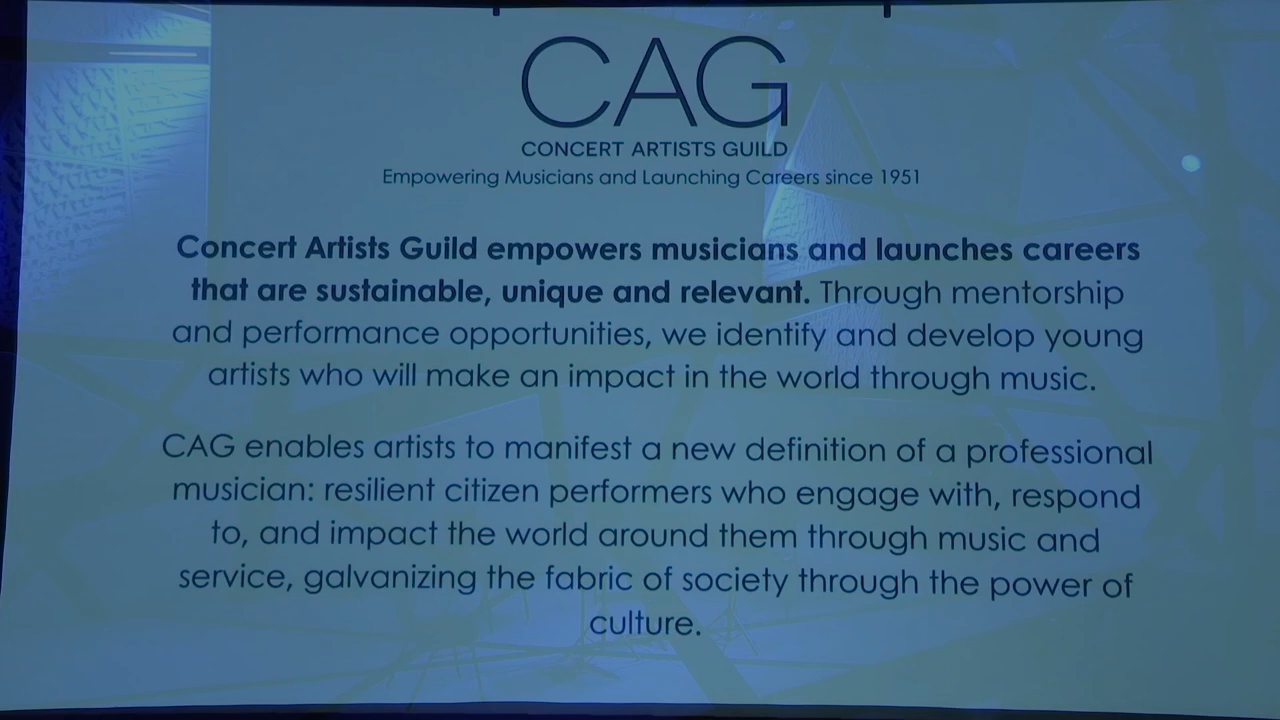 CAG
CONCERT ARTISTS GUILD
Empowering Musicians and Launching Careers since 1951
Concert Artists Guild empowers musicians and launches careers
that are sustainable, unique and relevant. Through mentorship
and performance opportunities, we identify and develop young
artists who will make an impact in the world through music.
CAG enables artists to manifest a new definition of a professional
musician: resilient citizen performers who engage with, respond
to, and impact the world around them through music and
service, galvanizing the fabric of society through the power of
culture.